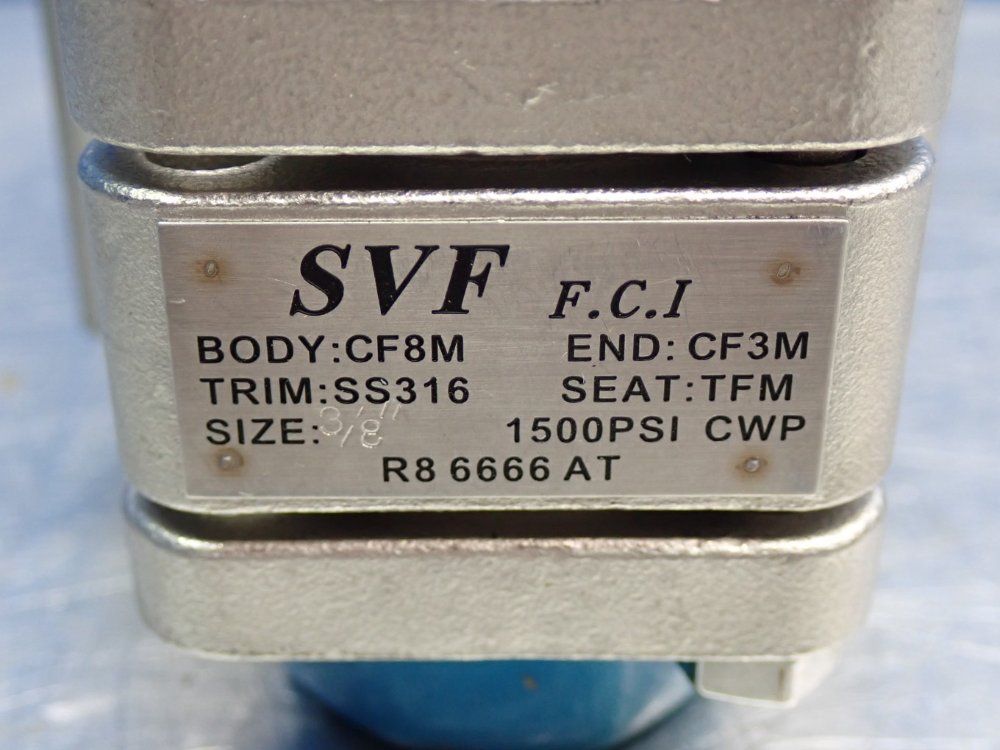 SVF F.C.I
BODY:CF8M END: CF3M
TRIM:SS316 SEAT:TFM
SIZE:3/8" 1500PSI CWP
R8 6666 AT